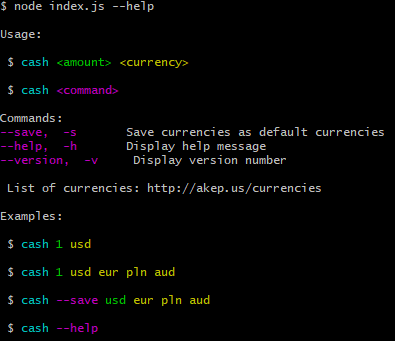 $ node index.js --help
Usage:
$ cash <amount> <currency>
$ cash <command>
Commands:
--save, -s Save currencies as default currencies
--help, -h Display help message
--version, -v Display version number
List of currencies: http://akep.us/currencies
Examples:
$ cash 1 usd
$ cash 1 usd eur pln aud
$ cash --save usd eur pln aud
$ cash --help